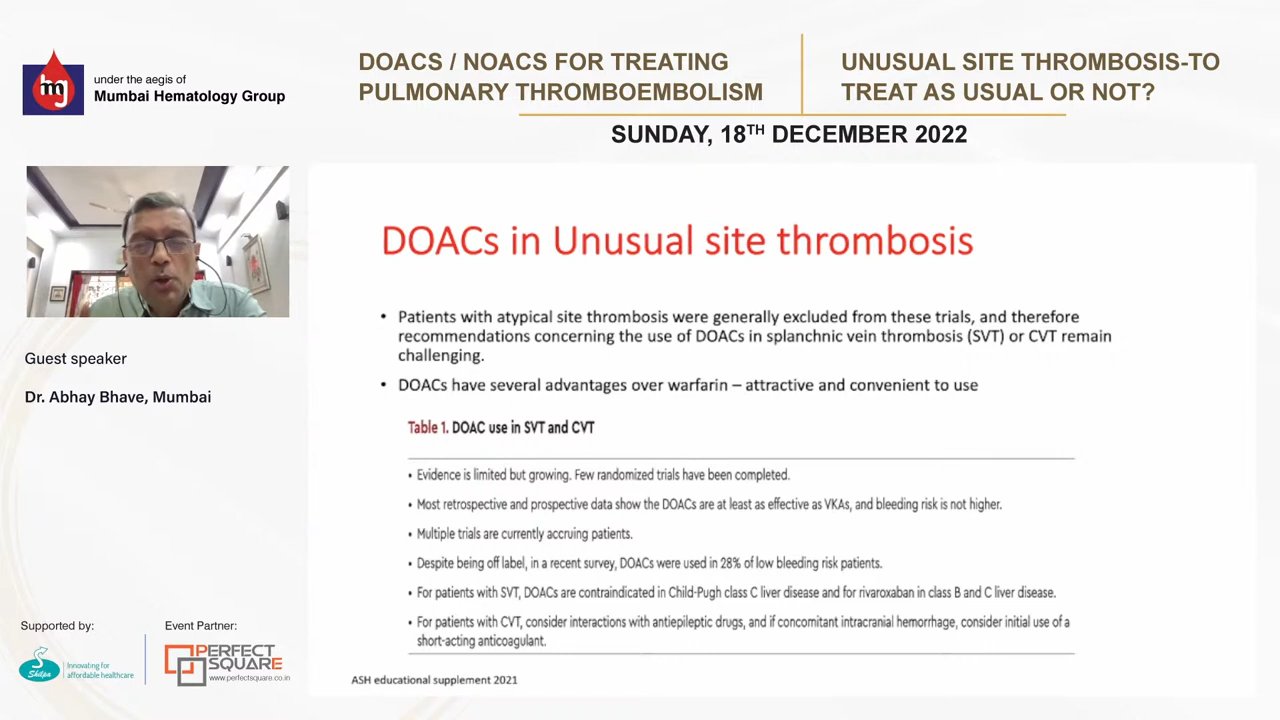 mg
under the aegis of
Mumbai Hematology Group
DOACS / NOACS FOR TREATING
PULMONARY THROMBOEMBOLISM
UNUSUAL SITE THROMBOSIS-TO
TREAT AS USUAL OR NOT?
SUNDAY, 18TH DECEMBER 2022
Guest speaker
Dr. Abhay Bhave, Mumbai
DOACs in Unusual site thrombosis
• Patients with atypical site thrombosis were generally excluded from these trials, and therefore
recommendations concerning the use of DOACs in splanchnic vein thrombosis (SVT) or CVT remain
challenging.
• DOACs have several advantages over warfarin – attractive and convenient to use
Table 1. DOAC use in SVT and CVT
• Evidence is limited but growing. Few randomized trials have been completed.
• Most retrospective and prospective data show the DOACs are at least as effective as VKAs, and bleeding risk is not higher.
• Multiple trials are currently accruing patients.
• Despite being off label, in a recent survey, DOACs were used in 28% of low bleeding risk patients.
• For patients with SVT, DOACs are contraindicated in Child-Pugh class C liver disease and for rivaroxaban in class B and C liver disease.
• For patients with CVT, consider interactions with antiepileptic drugs, and if concomitant intracranial hemorrhage, consider initial use of a
short-acting anticoagulant.
ASH educational supplement 2021
Supported by:
Shilpa
Innovating for
affordable healthcare
Event Partner:
PERFECT
SQUARE
www.perfectsquare.co.in